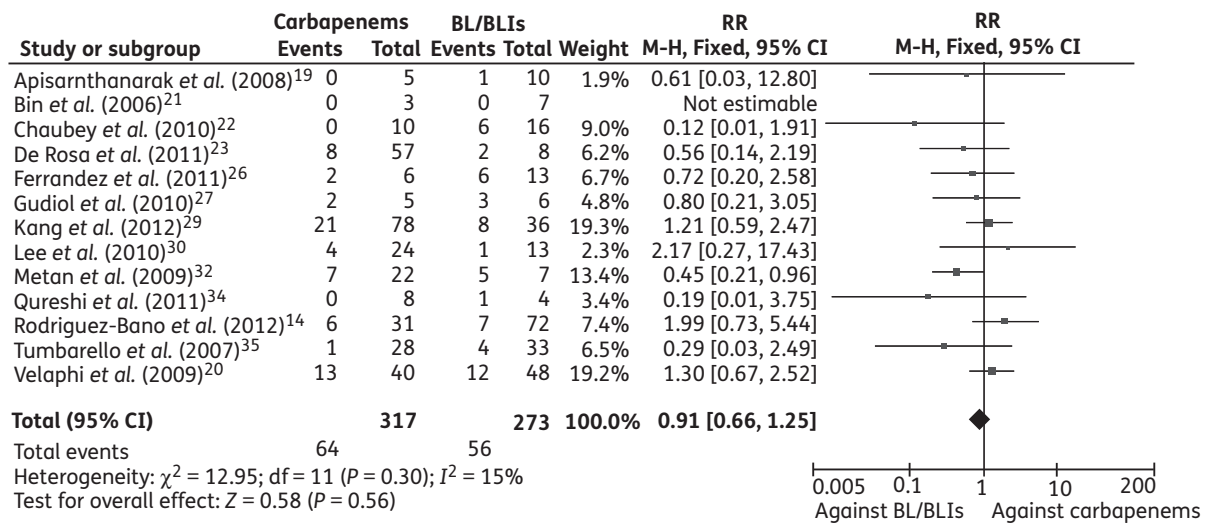 Carbapenems BL/BLIs RR RR
Study or subgroup Events Total Events Total Weight M-H, Fixed, 95% CI M-H, Fixed, 95% CI
Apisarnthanarak et al. (2008)19 0 5 1 10 1.9% 0.61 [0.03, 12.80]
Bin et al. (2006)21 0 3 0 7 Not estimable
Chaubey et al. (2010)22 0 10 6 16 9.0% 0.12 [0.01, 1.91]
De Rosa et al. (2011)23 8 57 2 8 6.2% 0.56 [0.14, 2.19]
Ferrandez et al. (2011)26 2 6 6 13 6.7% 0.72 [0.20, 2.58]
Gudiol et al. (2010)27 2 5 3 6 4.8% 0.80 [0.21, 3.05]
Kang et al. (2012)29 21 78 8 36 19.3% 1.21 [0.59, 2.47]
Lee et al. (2010)30 4 24 1 13 2.3% 2.17 [0.27, 17.43]
Metan et al. (2009)32 7 22 5 7 13.4% 0.45 [0.21, 0.96]
Qureshi et al. (2011)34 0 8 1 4 3.4% 0.19 [0.01, 3.75]
Rodriguez-Bano et al. (2012)14 6 31 7 72 7.4% 1.99 [0.73, 5.44]
Tumbarello et al. (2007)35 1 28 4 33 6.5% 0.29 [0.03, 2.49]
Velaphi et al. (2009)20 13 40 12 48 19.2% 1.30 [0.67, 2.52]
Total (95% CI) 317 273 100.0% 0.91 [0.66, 1.25]
Total events 64 56
Heterogeneity: χ2 = 12.95; df = 11 (P = 0.30); I2 = 15%
Test for overall effect: Z = 0.58 (P = 0.56)
0.005 0.1 1 10 200
Against BL/BLIs Against carbapenems